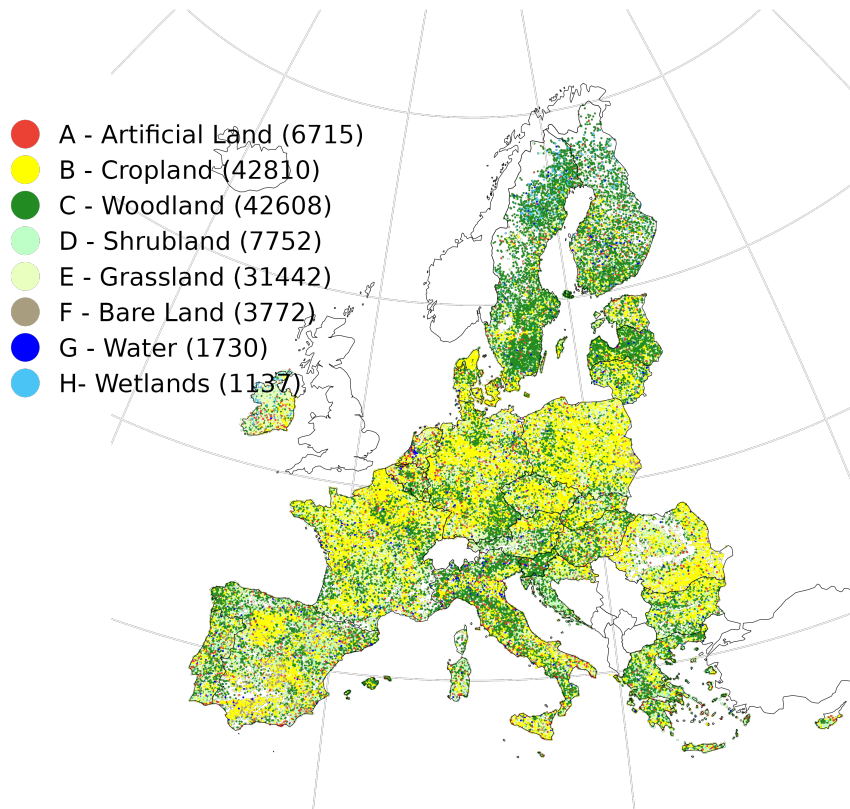 A - Artificial Land (6715)
B - Cropland (42810)
C - Woodland (42608)
D - Shrubland (7752)
E - Grassland (31442)
F - Bare Land (3772)
G - Water (1730)
H- Wetlands (1137)